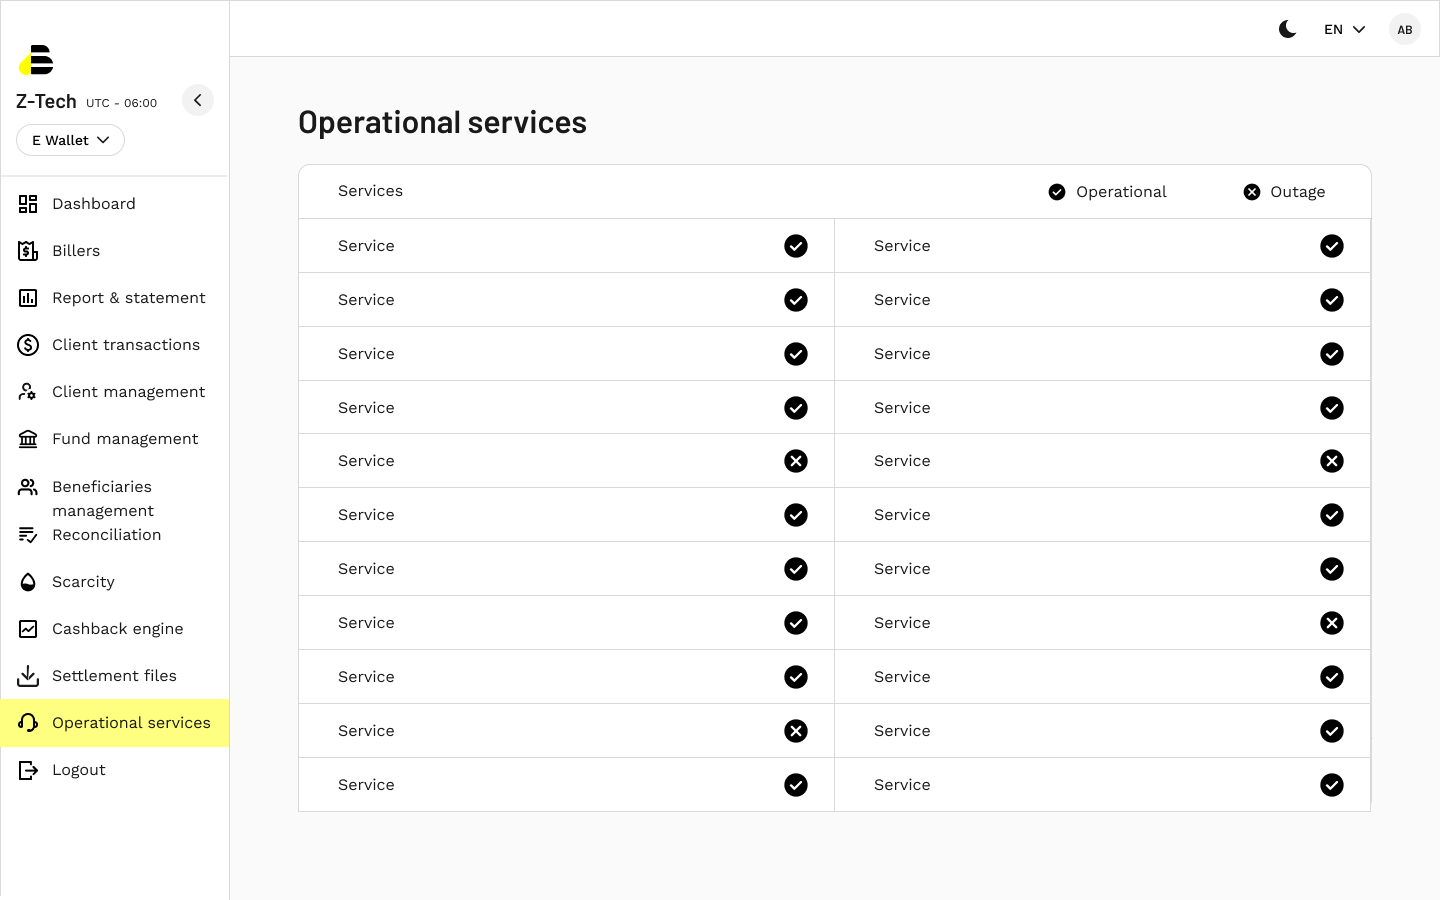 EN
AB
Z-Tech UTC - 06:00
E Wallet
Dashboard
Billers
Report & statement
Client transactions
Client management
Fund management
Beneficiaries
management
Reconciliation
Scarcity
Cashback engine
Settlement files
Operational services
Logout
Operational services
Services Operational Outage
Service Service
Service Service
Service Service
Service Service
Service Service
Service Service
Service Service
Service Service
Service Service
Service Service
Service Service